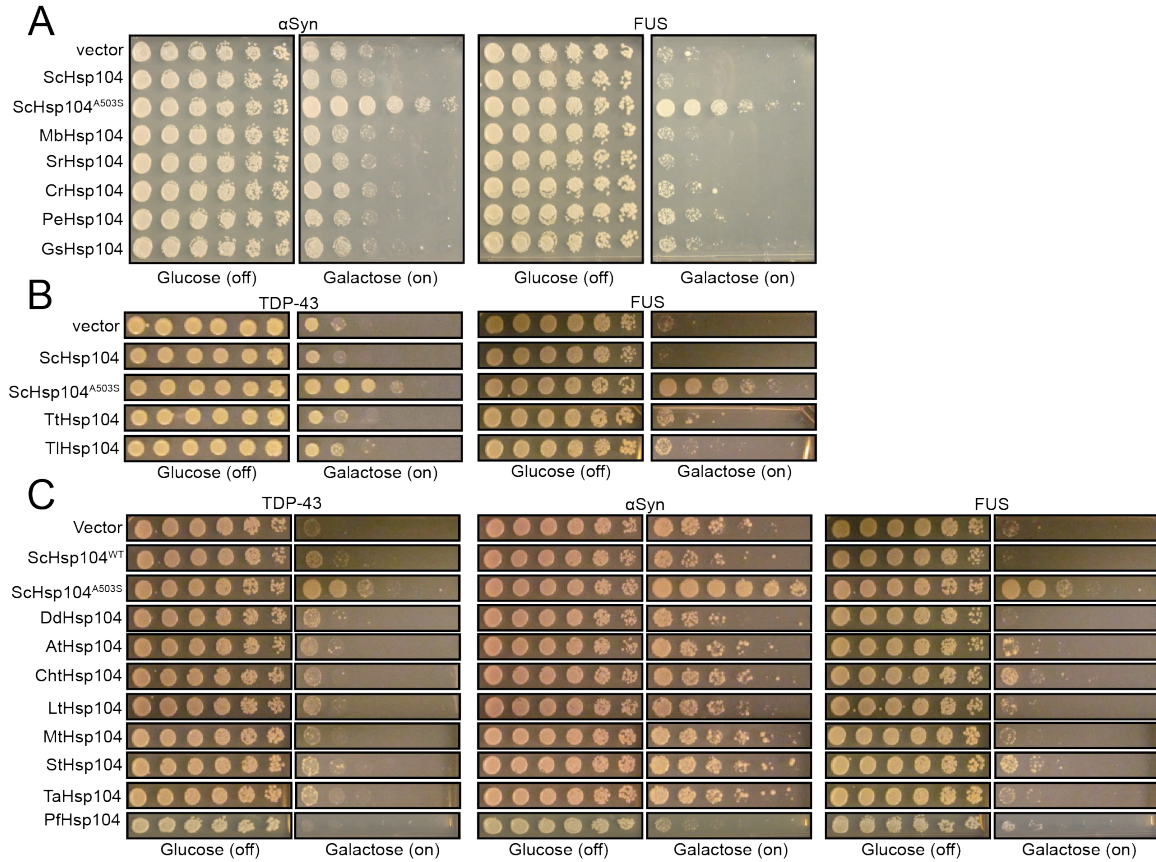 A
αSyn FUS
vector
ScHsp104
ScHsp104A503S
MbHsp104
SrHsp104
CrHsp104
PeHsp104
GsHsp104
Glucose (off) Galactose (on) Glucose (off) Galactose (on)
B
TDP-43 FUS
vector
ScHsp104
ScHsp104A503S
TtHsp104
TlHsp104
Glucose (off) Galactose (on) Glucose (off) Galactose (on)
C
TDP-43 αSyn FUS
Vector
ScHsp104WT
ScHsp104A503S
DdHsp104
AtHsp104
ChtHsp104
LtHsp104
MtHsp104
StHsp104
TaHsp104
PfHsp104
Glucose (off) Galactose (on) Glucose (off) Galactose (on) Glucose (off) Galactose (on)